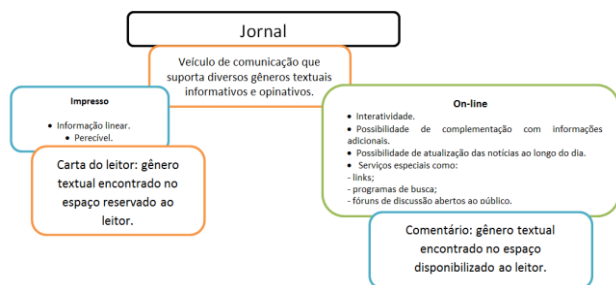 Jornal
Veículo de comunicação que
suporta diversos gêneros textuais
informativos e opinativos.
Impresso
• Informação linear.
• Perecível.
Carta do leitor: gênero
textual encontrado no
espaço reservado ao
leitor.
On-line
• Interatividade.
• Possibilidade de complementação com informações
adicionais.
• Possibilidade de atualização das notícias ao longo do dia.
• Serviços especiais como:
- links;
- programas de busca;
- fóruns de discussão abertos ao público.
Comentário: gênero textual
encontrado no espaço
disponibilizado ao leitor.